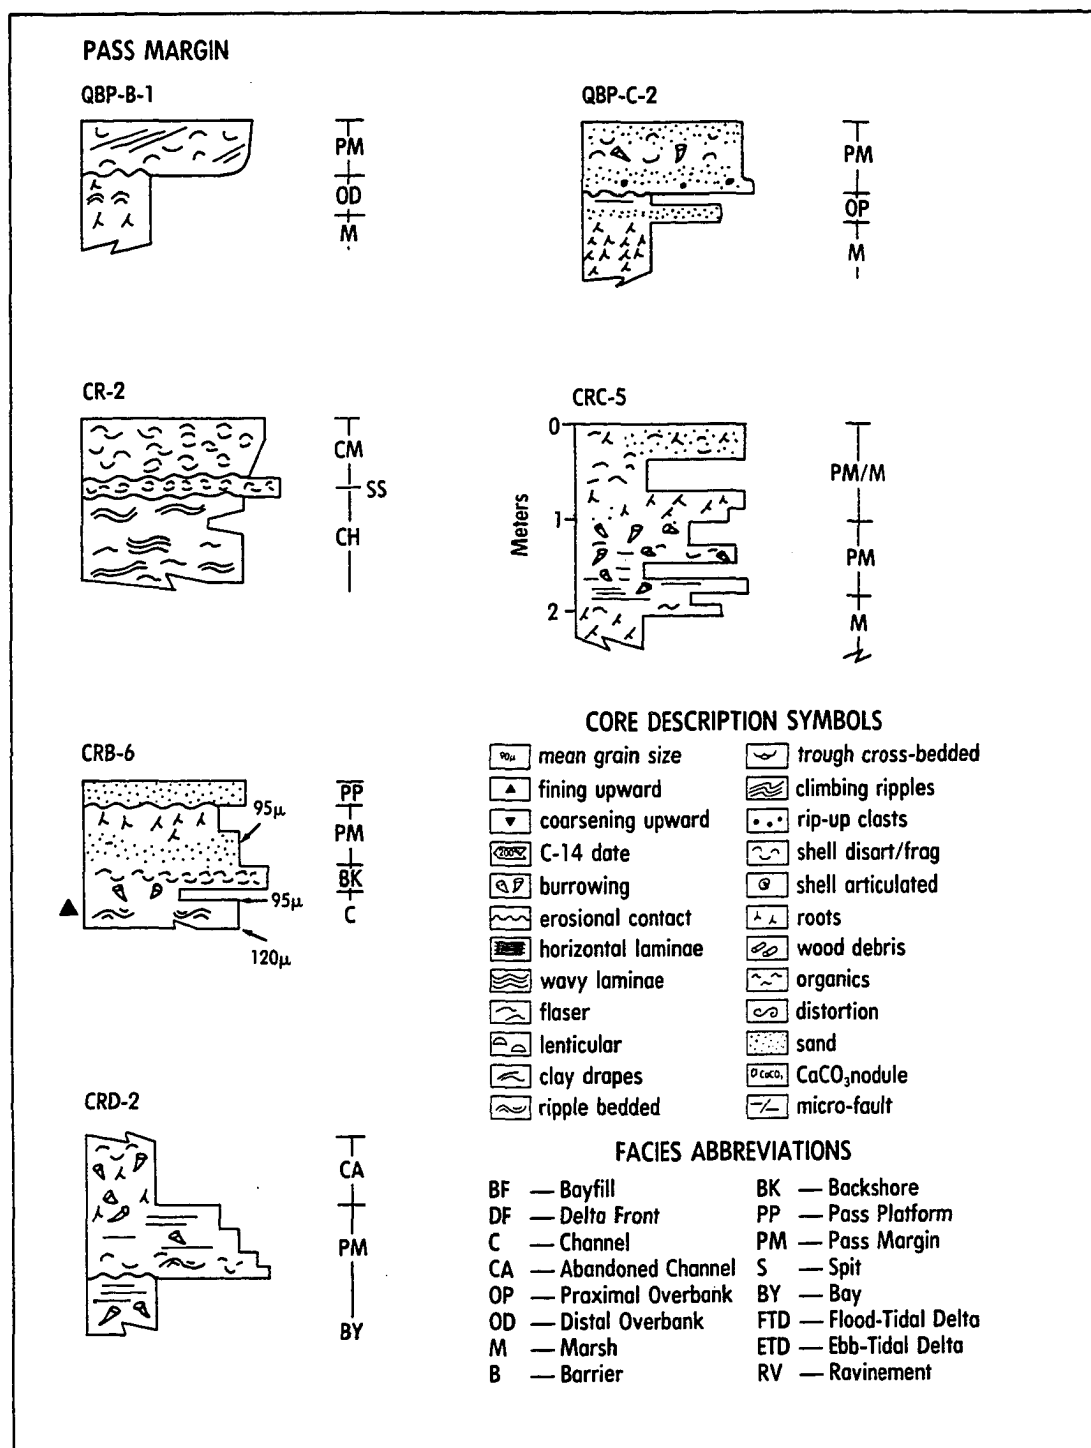 PASS MARGIN
QBP-B-1
PM
OD
M
QBP-C-2
PM
OP
M
CR-2
CM
SS
CH
CRC-5
0
1
2
Meters
PM/M
PM
M
CRB-6
95μ
95μ
120μ
PP
PM
BK
C
CRD-2
CA
PM
BY
CORE DESCRIPTION SYMBOLS
90μ mean grain size
fining upward
coarsening upward
C-14 date
burrowing
erosional contact
horizontal laminae
wavy laminae
flaser
lenticular
clay drapes
ripple bedded
trough cross-bedded
climbing ripples
rip-up clasts
shell disart/frag
shell articulated
roots
wood debris
organics
distortion
sand
CaCO₃ CaCO₃nodule
micro-fault
FACIES ABBREVIATIONS
BF — Bayfill
DF — Delta Front
C — Channel
CA — Abandoned Channel
OP — Proximal Overbank
OD — Distal Overbank
M — Marsh
B — Barrier
BK — Backshore
PP — Pass Platform
PM — Pass Margin
S — Spit
BY — Bay
FTD — Flood-Tidal Delta
ETD — Ebb-Tidal Delta
RV — Ravinement